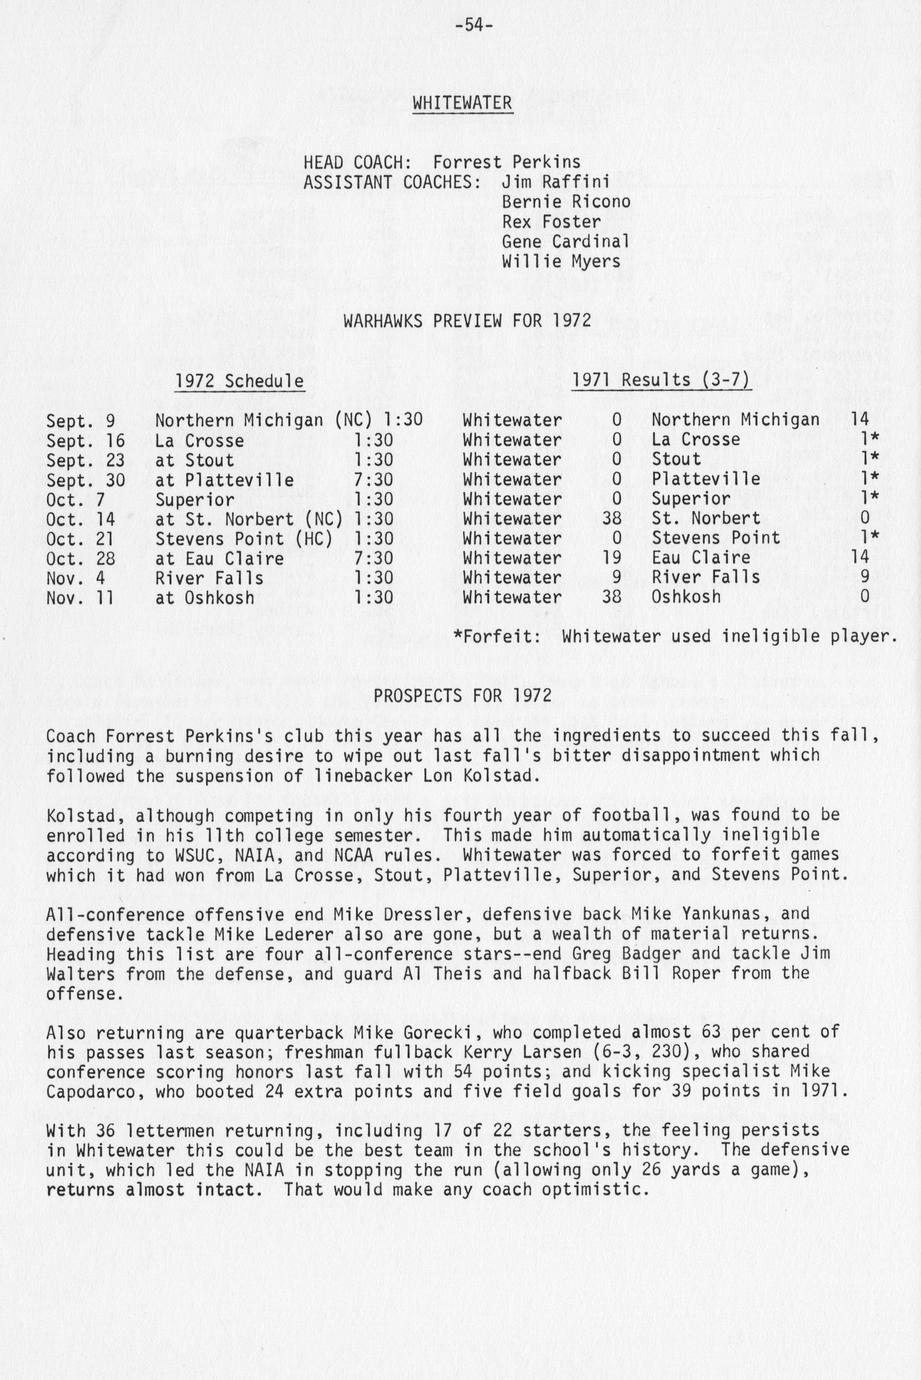 -54-
WHITEWATER
HEAD COACH: Forrest Perkins
ASSISTANT COACHES: Jim Raffini
Bernie Ricono
Rex Foster
Gene Cardinal
Willie Myers
WARHAWKS PREVIEW FOR 1972
1972 Schedule 1971 Results (3-7)
Sept. 9 Northern Michigan (NC) 1:30 Whitewater 0 Northern Michigan 14
Sept. 16 La Crosse 1:30 Whitewater 0 La Crosse 1*
Sept. 23 at Stout 1:30 Whitewater 0 Stout 1*
Sept. 30 at Platteville 7:30 Whitewater 0 Platteville 1*
Oct. 7 Superior 1:30 Whitewater 0 Superior 1*
Oct. 14 at St. Norbert (NC) 1:30 Whitewater 38 St. Norbert 0
Oct. 21 Stevens Point (HC) 1:30 Whitewater 0 Stevens Point 1*
Oct. 28 at Eau Claire 7:30 Whitewater 19 Eau Claire 14
Nov. 4 River Falls 1:30 Whitewater 9 River Falls 9
Nov. 11 at Oshkosh 1:30 Whitewater 38 Oshkosh 0
*Forfeit: Whitewater used ineligible player.
PROSPECTS FOR 1972
Coach Forrest Perkins's club this year has all the ingredients to succeed this fall,
including a burning desire to wipe out last fall's bitter disappointment which
followed the suspension of linebacker Lon Kolstad.
Kolstad, although competing in only his fourth year of football, was found to be
enrolled in his 11th college semester. This made him automatically ineligible
according to WSUC, NAIA, and NCAA rules. Whitewater was forced to forfeit games
which it had won from La Crosse, Stout, Platteville, Superior, and Stevens Point.
All-conference offensive end Mike Dressler, defensive back Mike Yankunas, and
defensive tackle Mike Lederer also are gone, but a wealth of material returns.
Heading this list are four all-conference stars--end Greg Badger and tackle Jim
Walters from the defense, and guard Al Theis and halfback Bill Roper from the
offense.
Also returning are quarterback Mike Gorecki, who completed almost 63 per cent of
his passes last season; freshman fullback Kerry Larsen (6-3, 230), who shared
conference scoring honors last fall with 54 points; and kicking specialist Mike
Capodarco, who booted 24 extra points and five field goals for 39 points in 1971.
With 36 lettermen returning, including 17 of 22 starters, the feeling persists
in Whitewater this could be the best team in the school's history. The defensive
unit, which led the NAIA in stopping the run (allowing only 26 yards a game),
returns almost intact. That would make any coach optimistic.